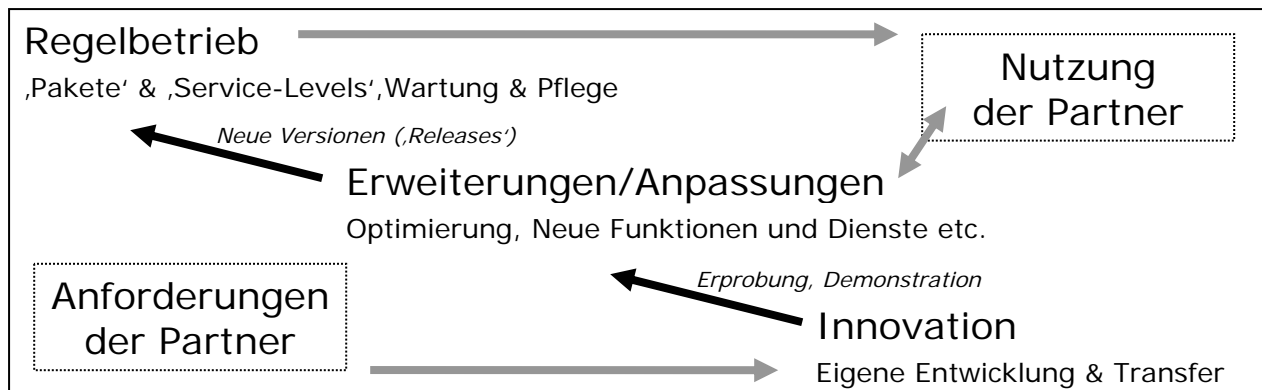 Regelbetrieb
‚Pakete‘ & ‚Service-Levels‘,Wartung & Pflege
Nutzung
der Partner
Neue Versionen (‚Releases‘)
Erweiterungen/Anpassungen
Optimierung, Neue Funktionen und Dienste etc.
Erprobung, Demonstration
Anforderungen
der Partner
Innovation
Eigene Entwicklung & Transfer